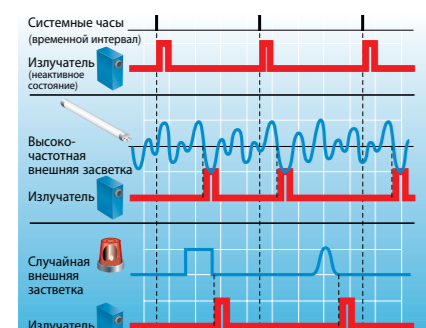 Системные часы
(временной интервал)
Излучатель
(неактивное
состояние)
Высоко-
частотная
внешняя засветка
Излучатель
Случайная
внешняя
засветка
Излучатель